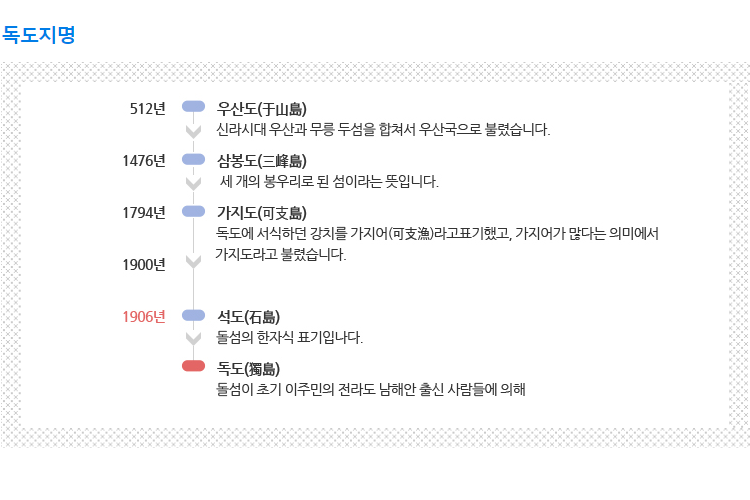 독도지명
512년 우산도(于山島)
신라시대 우산과 무릉 두섬을 합쳐서 우산국으로 불렸습니다.
1476년 삼봉도(三峰島)
세 개의 봉우리로 된 섬이라는 뜻입니다.
1794년 가지도(可支島)
독도에 서식하던 강치를 가지어(可支漁)라고표기했고, 가지어가 많다는 의미에서
가지도라고 불렸습니다.
1900년
1906년 석도(石島)
돌섬의 한자식 표기입나다.
독도(獨島)
돌섬이 초기 이주민의 전라도 남해안 출신 사람들에 의해